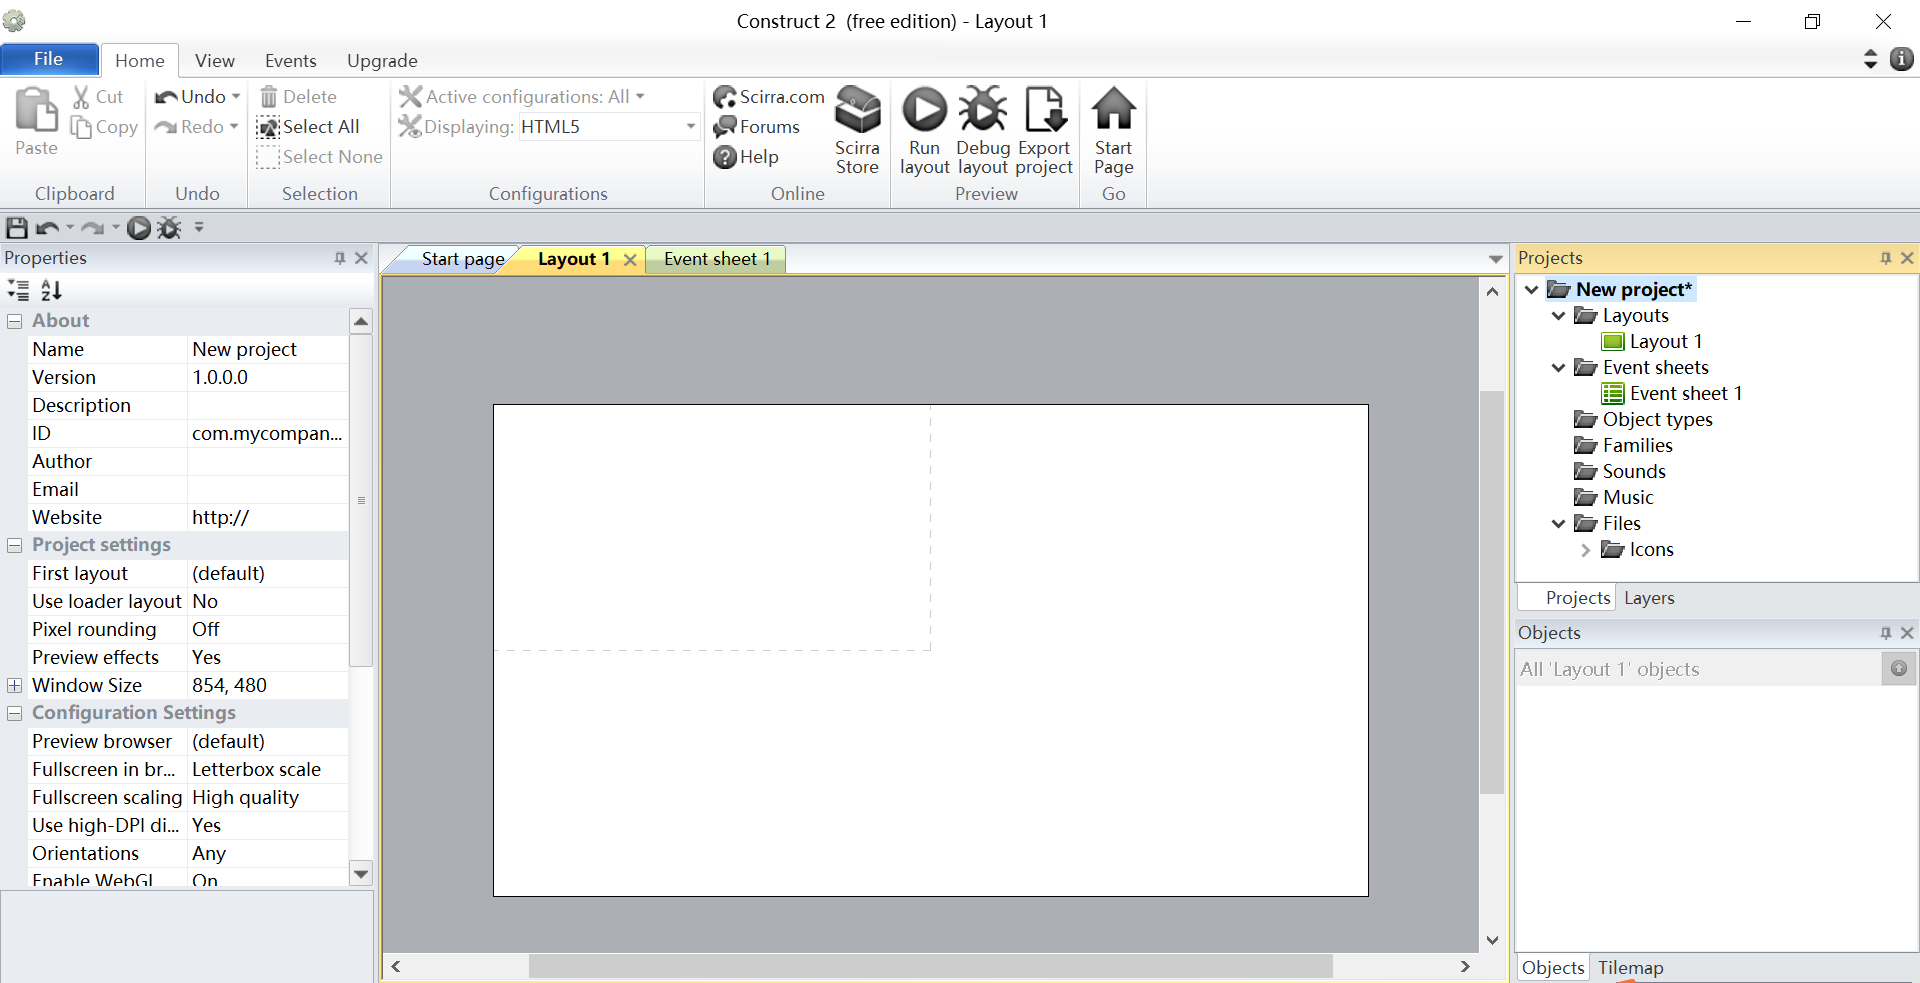 Construct 2  (free edition) - Layout 1
File
Home
View
Events
Upgrade
Paste
Cut
Copy
Clipboard
Undo
Redo
Undo
Delete
Select All
Select None
Selection
Active configurations: All
Displaying: HTML5
Configurations
Scirra.com
Forums
Help
Scirra
Store
Online
Run
layout
Debug
layout
Export
project
Preview
Start
Page
Go
Properties
About
Name New project
Version 1.0.0.0
Description
ID com.mycompan...
Author
Email
Website http://
Project settings
First layout (default)
Use loader layout No
Pixel rounding Off
Preview effects Yes
Window Size 854, 480
Configuration Settings
Preview browser (default)
Fullscreen in br... Letterbox scale
Fullscreen scaling High quality
Use high-DPI di... Yes
Orientations Any
Enable WebGL On
Start page
Layout 1
Event sheet 1
Projects
New project*
Layouts
Layout 1
Event sheets
Event sheet 1
Object types
Families
Sounds
Music
Files
Icons
Projects
Layers
Objects
All 'Layout 1' objects
Objects
Tilemap